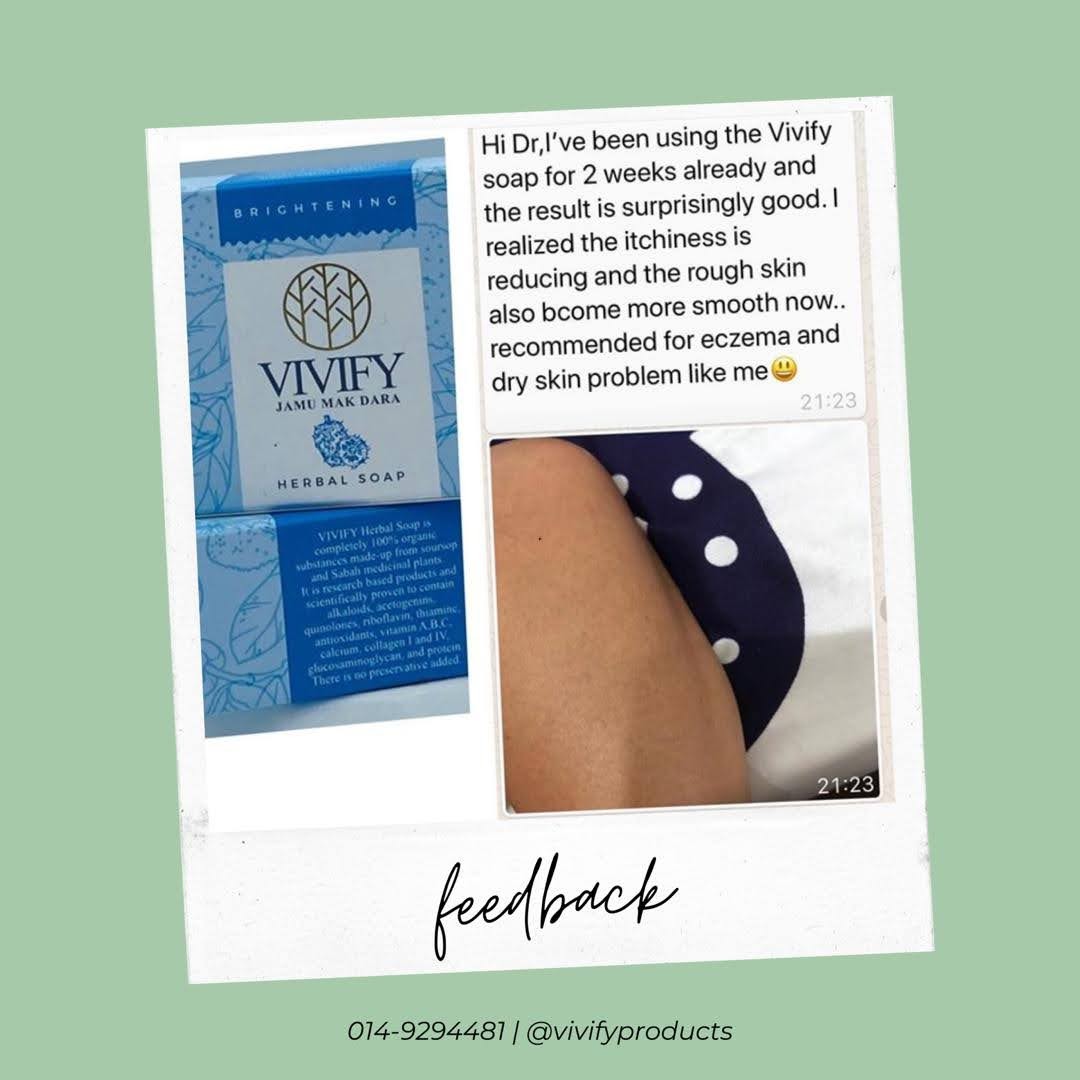 BRIGHTENING
VIVIFY
JAMU MAK DARA
HERBAL SOAP
VIVIFY Herbal Soap is
completely 100% organic
substances made-up from soursop
and Sabah medicinal plants.
It is research based products and
scientifically proven to contain
alkaloids, acetogenins,
quinolones, riboflavin, thiamine,
antioxidants, vitamin A,B,C,
calcium, collagen I and IV,
glucosaminoglycan, and protein.
There is no preservative added.
Hi Dr,I've been using the Vivify
soap for 2 weeks already and
the result is surprisingly good. I
realized the itchiness is
reducing and the rough skin
also bcome more smooth now..
recommended for eczema and
dry skin problem like me😃
21:23
21:23
feedback
014-9294481 | @vivifyproducts